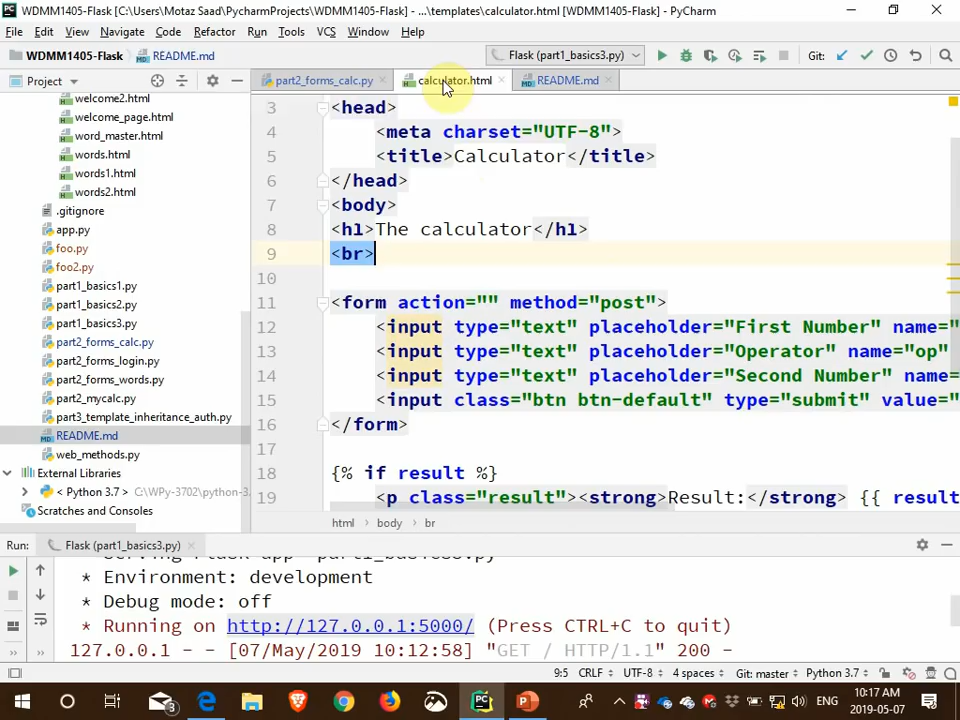 WDMM1405-Flask [C:\Users\Motaz Saad\PycharmProjects\WDMM1405-Flask] - ...\templates\calculator.html [WDMM1405-Flask] - PyCharm
File Edit View Navigate Code Refactor Run Tools VCS Window Help
WDMM1405-Flask README.md Flask (part1_basics3.py) Git:
Project part2_forms_calc.py calculator.html README.md
welcome2.html
welcome_page.html
word_master.html
words.html
words1.html
words2.html
.gitignore
app.py
foo.py
foo2.py
part1_basics1.py
part1_basics2.py
part1_basics3.py
part2_forms_calc.py
part2_forms_login.py
part2_forms_words.py
part2_mycalc.py
part3_template_inheritance_auth.py
README.md
web_methods.py
External Libraries
< Python 3.7 > C:\WPy-3702\python-3.
Scratches and Consoles
3 <head>
4 <meta charset="UTF-8">
5 <title>Calculator</title>
6 </head>
7 <body>
8 <h1>The calculator</h1>
9 <br>
10
11 <form action="" method="post">
12 <input type="text" placeholder="First Number" name="
13 <input type="text" placeholder="Operator" name="op"
14 <input type="text" placeholder="Second Number" name=
15 <input class="btn btn-default" type="submit" value="
16 </form>
17
18 {% if result %}
19 <p class="result"><strong>Result:</strong> {{ result
html body br
Run: Flask (part1_basics3.py)
* Environment: development
* Debug mode: off
* Running on http://127.0.0.1:5000/ (Press CTRL+C to quit)
127.0.0.1 - - [07/May/2019 10:12:58] "GET / HTTP/1.1" 200 -
9:5 CRLF UTF-8 4 spaces Git: master Python 3.7
3 ENG 10:17 AM
2019-05-07